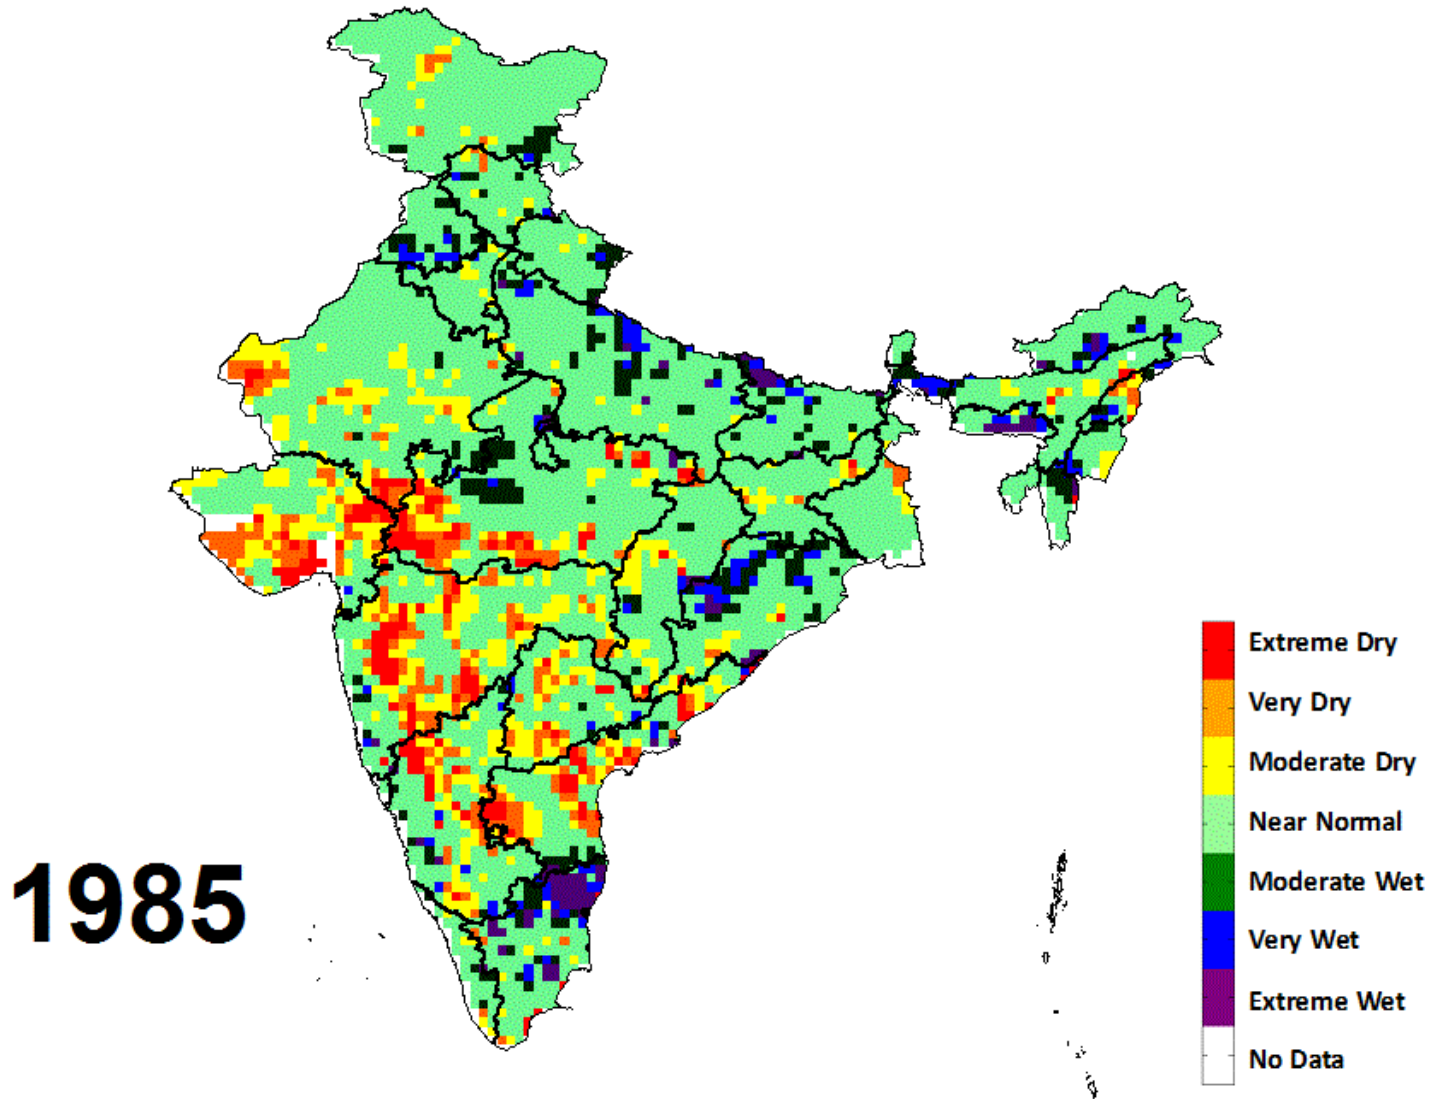 1985
Extreme Dry
Very Dry
Moderate Dry
Near Normal
Moderate Wet
Very Wet
Extreme Wet
No Data